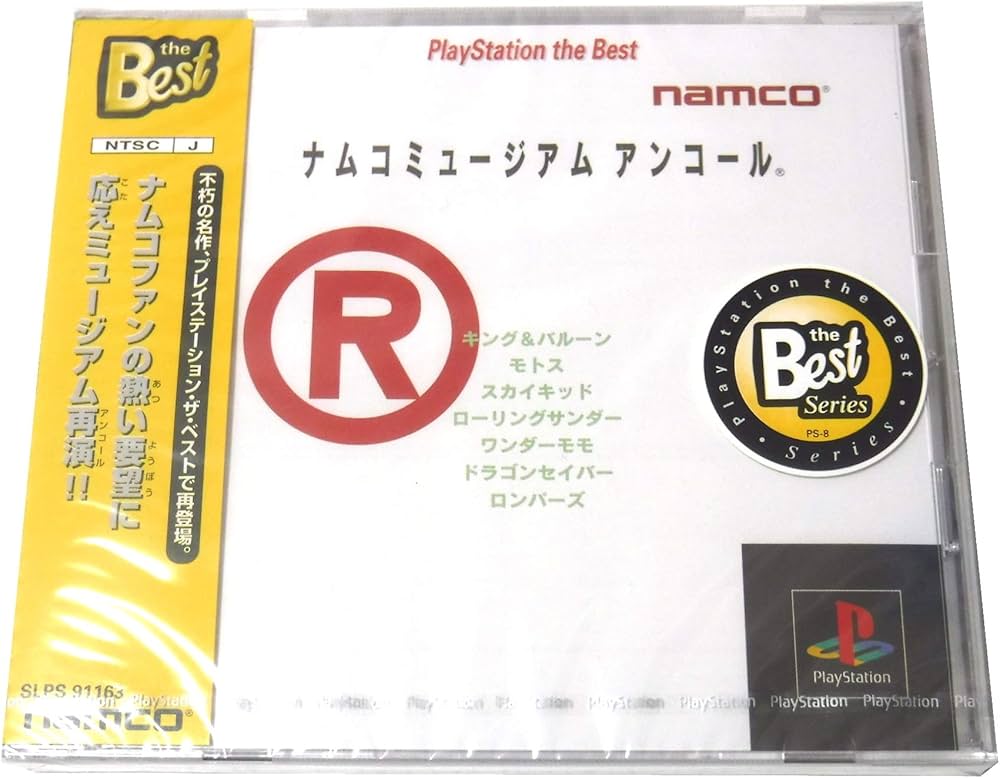 the
Best
NTSC J
不朽の名作、プレイステーション・ザ・ベストで再登場。
ナムコファンの熱い要望に
あつ
ようぼう
応えミュージアム再演!!
こた
アンコール
SLPS 91163
namco®
PlayStation the Best
namco®
ナムコミュージアム アンコール®
R
キング&バルーン
モトス
スカイキッド
ローリングサンダー
ワンダーモモ
ドラゴンセイバー
ロンパーズ
PlayStation the Best
the
Best
Series
PS-8
Series
PlayStation
PlayStation PlayStation PlayStation PlayStation PlayStation PlayStation PlayStation